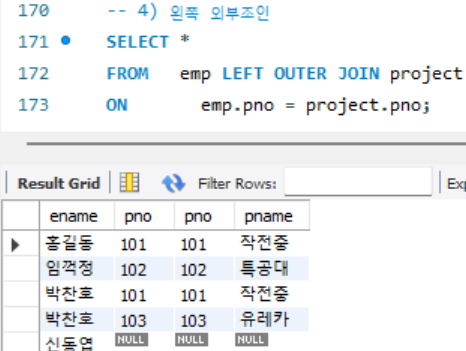 170 -- 4) 왼쪽 외부조인
171 SELECT *
172 FROM emp LEFT OUTER JOIN project
173 ON emp.pno = project.pno;
Result Grid Filter Rows: Exp
ename pno pno pname
홍길동 101 101 작전중
임꺽정 102 102 특공대
박찬호 101 101 작전중
박찬호 103 103 유레카
신동엽 NULL NULL NULL